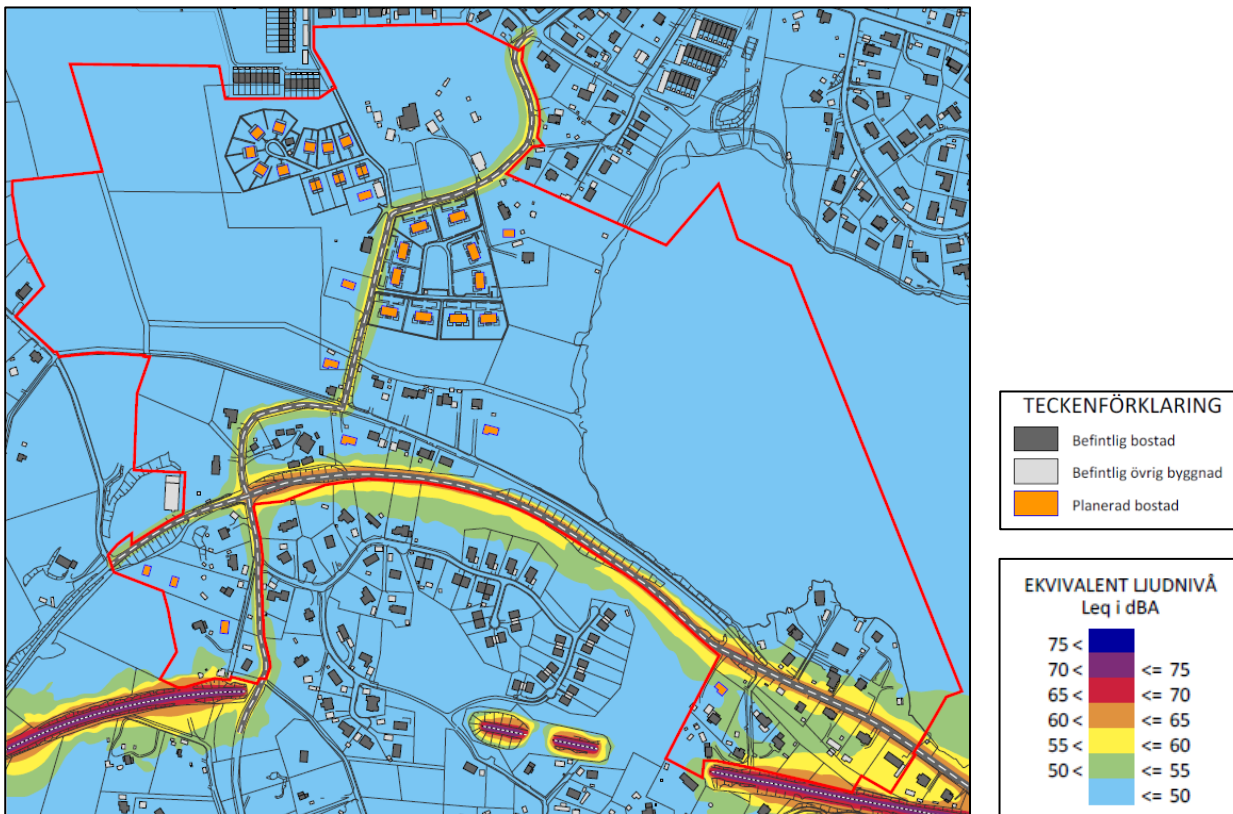 TECKENFÖRKLARING
Befintlig bostad
Befintlig övrig byggnad
Planerad bostad
EKVIVALENT LJUDNIVÅ
Leq i dBA
75 <
70 < <= 75
65 < <= 70
60 < <= 65
55 < <= 60
50 < <= 55
<= 50